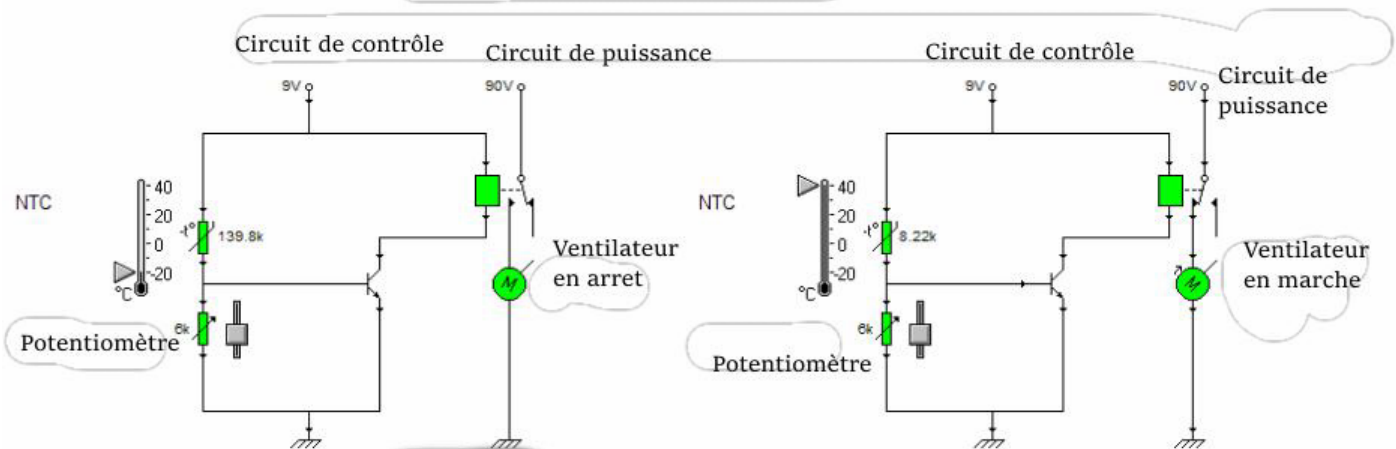 Circuit de contrôle
Circuit de puissance
9V
90V
NTC
40
20
0
-20
°C
-t°
139.8k
6k
Potentiomètre
M
Ventilateur
en arret
Circuit de contrôle
Circuit de
puissance
9V
90V
NTC
40
20
0
-20
°C
-t°
8.22k
6k
Potentiomètre
M
Ventilateur
en marche